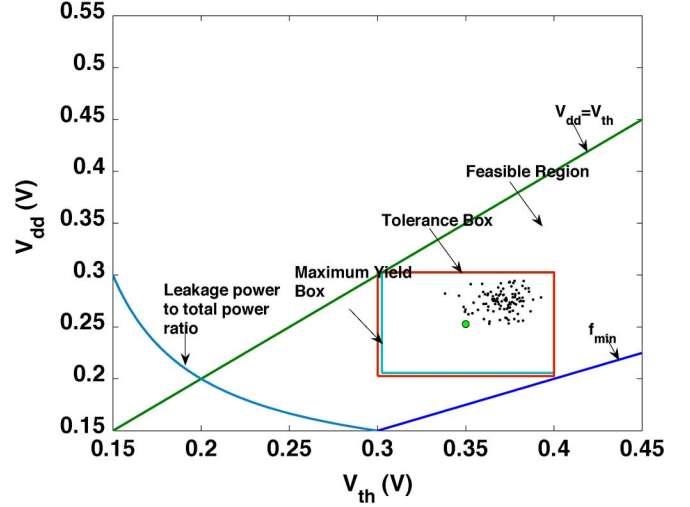 0.55
0.5
0.45
0.4
0.35
0.3
0.25
0.2
0.15
V_dd (V)
V_dd=V_th
Feasible Region
Tolerance Box
Maximum Yield
Box
Leakage power
to total power
ratio
f_min
0.15
0.2
0.25
0.3
0.35
0.4
0.45
V_th (V)